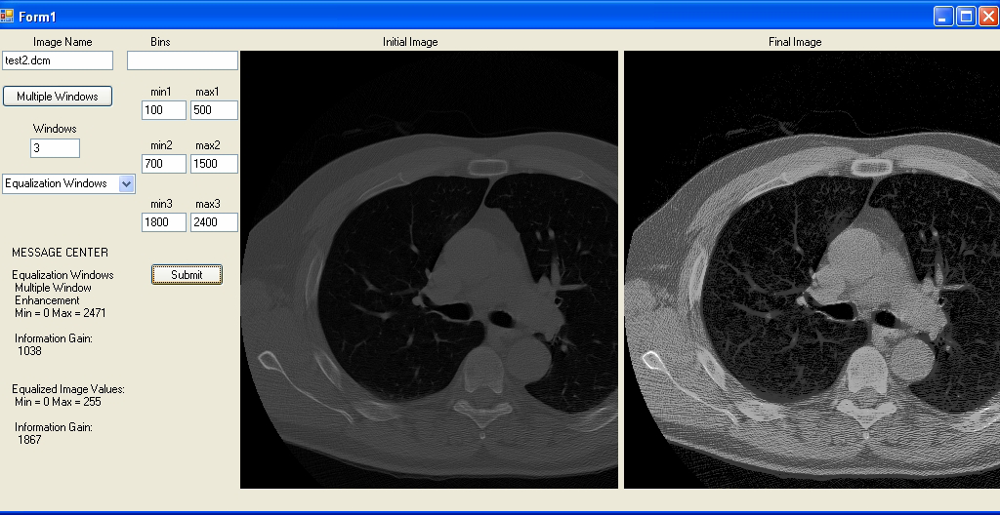 Form1
Image Name
Bins
Initial Image
Final Image
test2.dcm
Multiple Windows
min1
max1
100
500
Windows
3
min2
max2
700
1500
Equalization Windows
min3
max3
1800
2400
MESSAGE CENTER
Submit
Equalization Windows
Multiple Window
Enhancement
Min = 0 Max = 2471
Information Gain:
1038
Equalized Image Values:
Min = 0 Max = 255
Information Gain:
1867